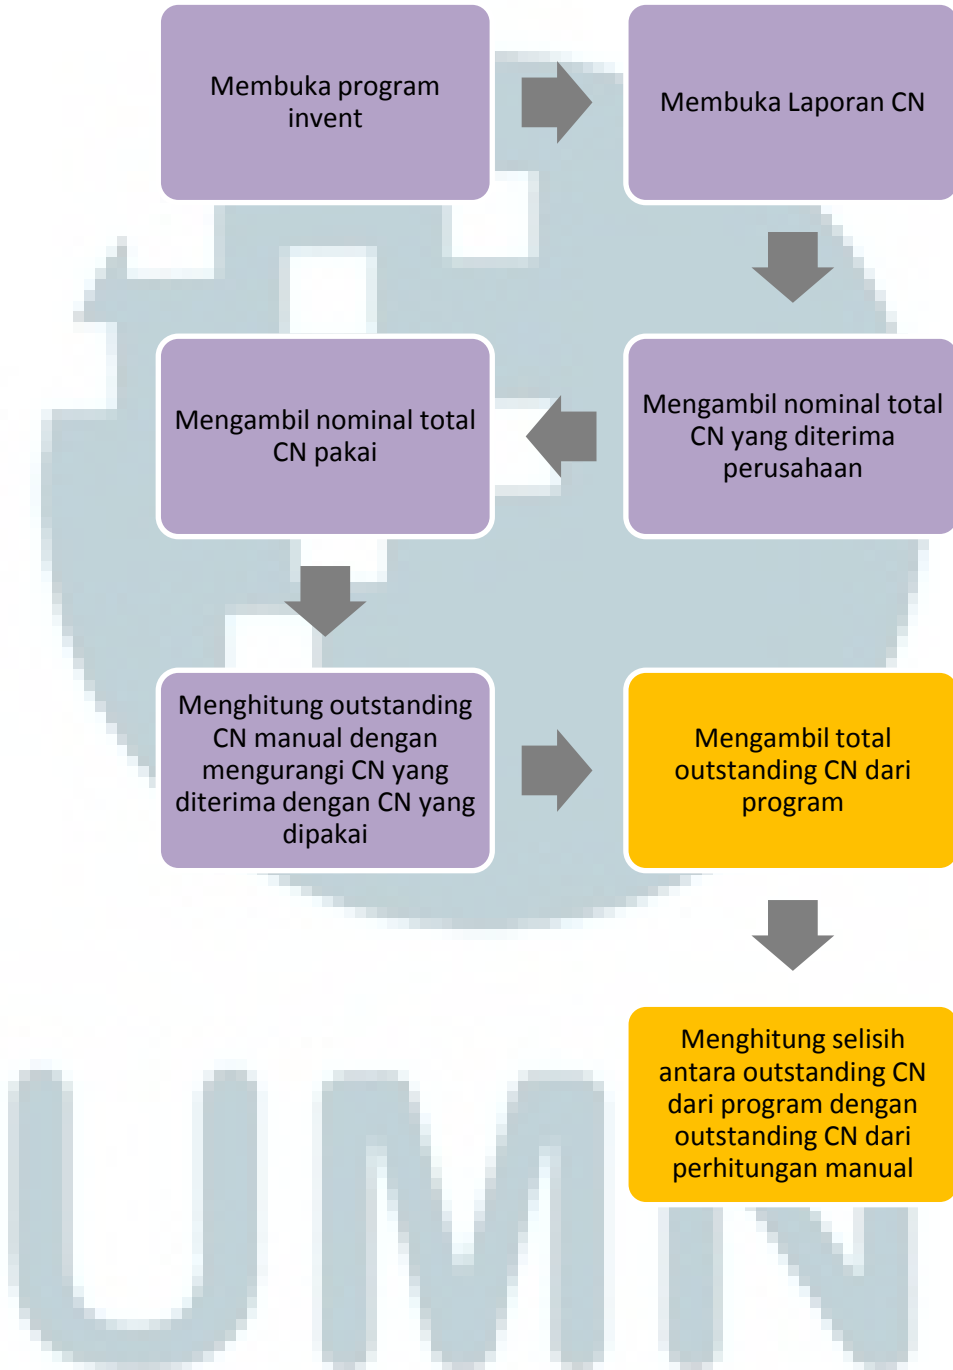 Membuka program
invent
Membuka Laporan CN
Mengambil nominal total
CN yang diterima
perusahaan
Mengambil nominal total
CN pakai
Menghitung outstanding
CN manual dengan
mengurangi CN yang
diterima dengan CN yang
dipakai
Mengambil total
outstanding CN dari
program
Menghitung selisih
antara outstanding CN
dari program dengan
outstanding CN dari
perhitungan manual
UMN